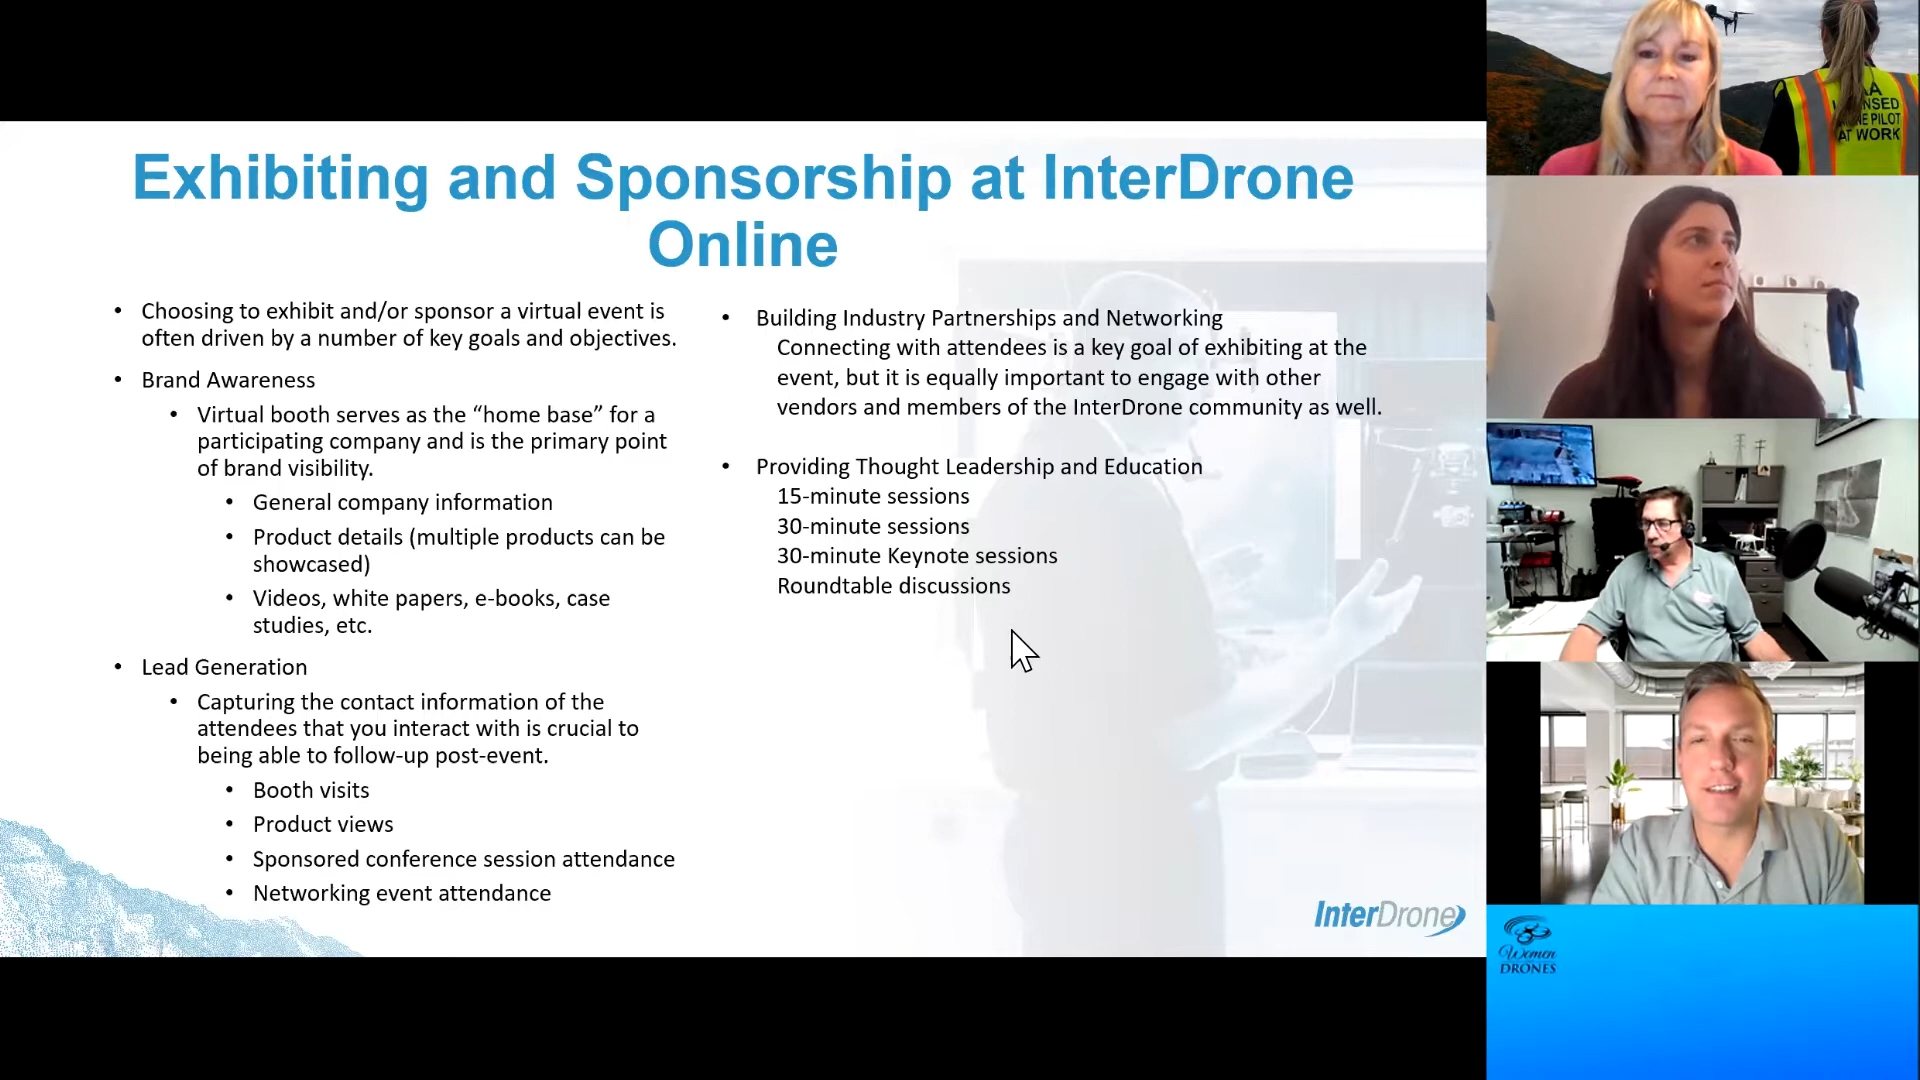 Exhibiting and Sponsorship at InterDrone
Online
• Choosing to exhibit and/or sponsor a virtual event is
often driven by a number of key goals and objectives.
• Brand Awareness
• Virtual booth serves as the “home base” for a
participating company and is the primary point
of brand visibility.
• General company information
• Product details (multiple products can be
showcased)
• Videos, white papers, e-books, case
studies, etc.
• Lead Generation
• Capturing the contact information of the
attendees that you interact with is crucial to
being able to follow-up post-event.
• Booth visits
• Product views
• Sponsored conference session attendance
• Networking event attendance
• Building Industry Partnerships and Networking
Connecting with attendees is a key goal of exhibiting at the
event, but it is equally important to engage with other
vendors and members of the InterDrone community as well.
• Providing Thought Leadership and Education
15-minute sessions
30-minute sessions
30-minute Keynote sessions
Roundtable discussions
InterDrone
PILOT
AT WORK
Women
DRONES